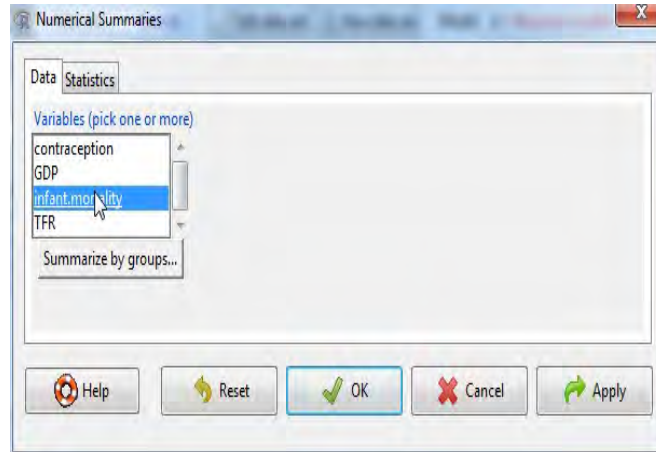 Numerical Summaries
Data Statistics
Variables (pick one or more)
contraception
GDP
infant.mortality
TFR
Summarize by groups...
Help Reset OK Cancel Apply